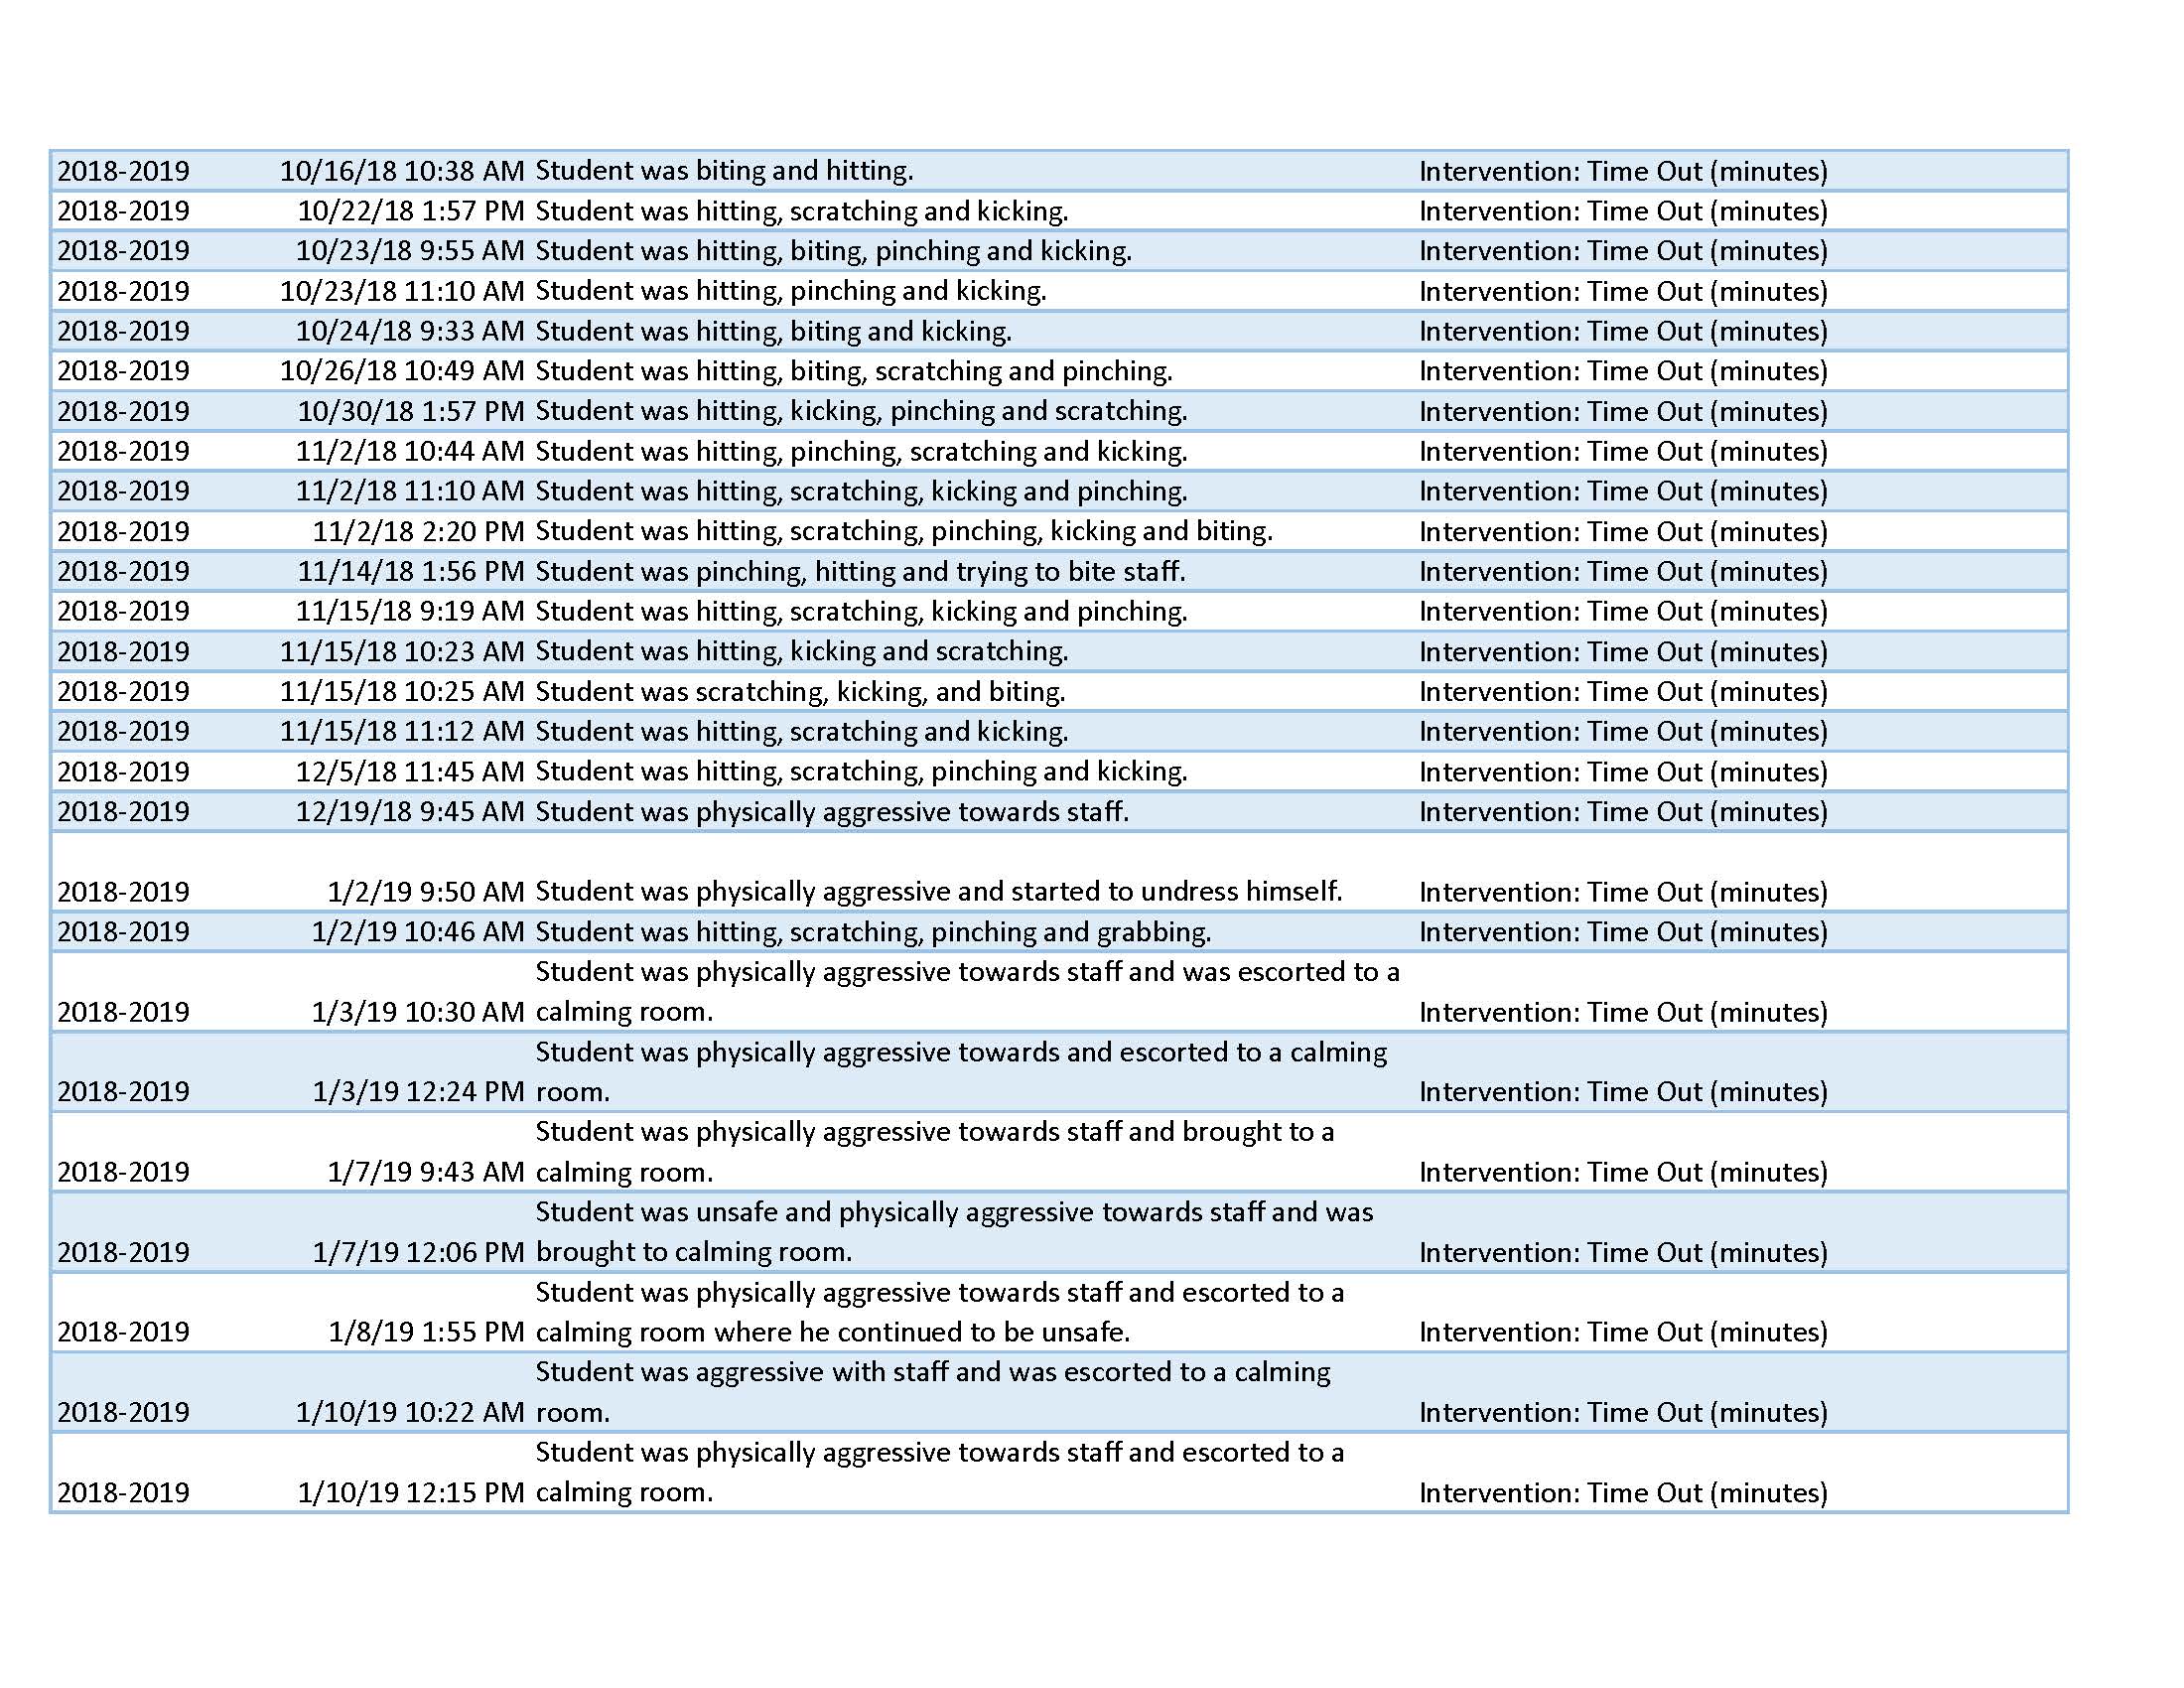 2018-2019 10/16/18 10:38 AM Student was biting and hitting. Intervention: Time Out (minutes)
2018-2019 10/22/18 1:57 PM Student was hitting, scratching and kicking. Intervention: Time Out (minutes)
2018-2019 10/23/18 9:55 AM Student was hitting, biting, pinching and kicking. Intervention: Time Out (minutes)
2018-2019 10/23/18 11:10 AM Student was hitting, pinching and kicking. Intervention: Time Out (minutes)
2018-2019 10/24/18 9:33 AM Student was hitting, biting and kicking. Intervention: Time Out (minutes)
2018-2019 10/26/18 10:49 AM Student was hitting, biting, scratching and pinching. Intervention: Time Out (minutes)
2018-2019 10/30/18 1:57 PM Student was hitting, kicking, pinching and scratching. Intervention: Time Out (minutes)
2018-2019 11/2/18 10:44 AM Student was hitting, pinching, scratching and kicking. Intervention: Time Out (minutes)
2018-2019 11/2/18 11:10 AM Student was hitting, scratching, kicking and pinching. Intervention: Time Out (minutes)
2018-2019 11/2/18 2:20 PM Student was hitting, scratching, pinching, kicking and biting. Intervention: Time Out (minutes)
2018-2019 11/14/18 1:56 PM Student was pinching, hitting and trying to bite staff. Intervention: Time Out (minutes)
2018-2019 11/15/18 9:19 AM Student was hitting, scratching, kicking and pinching. Intervention: Time Out (minutes)
2018-2019 11/15/18 10:23 AM Student was hitting, kicking and scratching. Intervention: Time Out (minutes)
2018-2019 11/15/18 10:25 AM Student was scratching, kicking, and biting. Intervention: Time Out (minutes)
2018-2019 11/15/18 11:12 AM Student was hitting, scratching and kicking. Intervention: Time Out (minutes)
2018-2019 12/5/18 11:45 AM Student was hitting, scratching, pinching and kicking. Intervention: Time Out (minutes)
2018-2019 12/19/18 9:45 AM Student was physically aggressive towards staff. Intervention: Time Out (minutes)
2018-2019 1/2/19 9:50 AM Student was physically aggressive and started to undress himself. Intervention: Time Out (minutes)
2018-2019 1/2/19 10:46 AM Student was hitting, scratching, pinching and grabbing. Intervention: Time Out (minutes)
Student was physically aggressive towards staff and was escorted to a
2018-2019 1/3/19 10:30 AM calming room. Intervention: Time Out (minutes)
Student was physically aggressive towards and escorted to a calming
2018-2019 1/3/19 12:24 PM room. Intervention: Time Out (minutes)
Student was physically aggressive towards staff and brought to a
2018-2019 1/7/19 9:43 AM calming room. Intervention: Time Out (minutes)
Student was unsafe and physically aggressive towards staff and was
2018-2019 1/7/19 12:06 PM brought to calming room. Intervention: Time Out (minutes)
Student was physically aggressive towards staff and escorted to a
2018-2019 1/8/19 1:55 PM calming room where he continued to be unsafe. Intervention: Time Out (minutes)
Student was aggressive with staff and was escorted to a calming
2018-2019 1/10/19 10:22 AM room. Intervention: Time Out (minutes)
Student was physically aggressive towards staff and escorted to a
2018-2019 1/10/19 12:15 PM calming room. Intervention: Time Out (minutes)